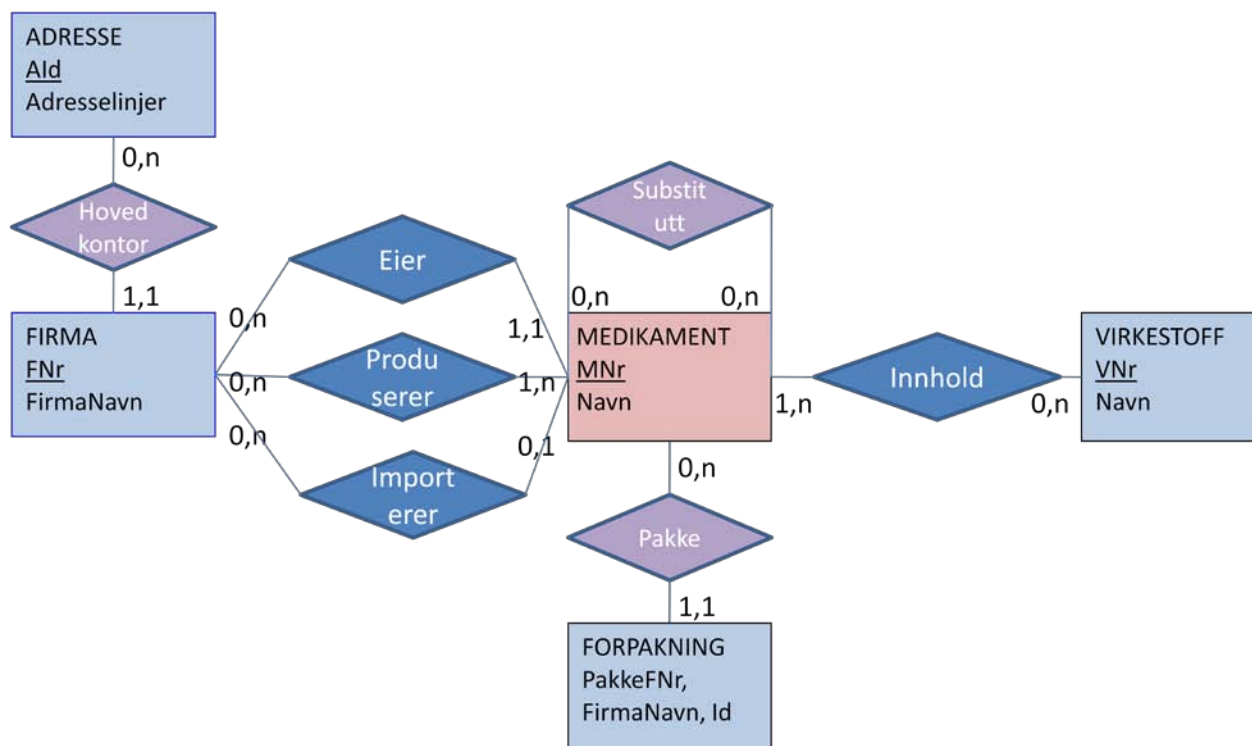 ADRESSE
AId
Adresselinjer
0,n
Hoved
kontor
1,1
FIRMA
FNr
FirmaNavn
0,n
0,n
0,n
Eier
Produ
serer
Import
erer
1,1
1,n
0,1
Substit
utt
0,n
0,n
MEDIKAMENT
MNr
Navn
1,n
Innhold
0,n
VIRKESTOFF
VNr
Navn
0,n
Pakke
1,1
FORPAKNING
PakkeFNr,
FirmaNavn, Id